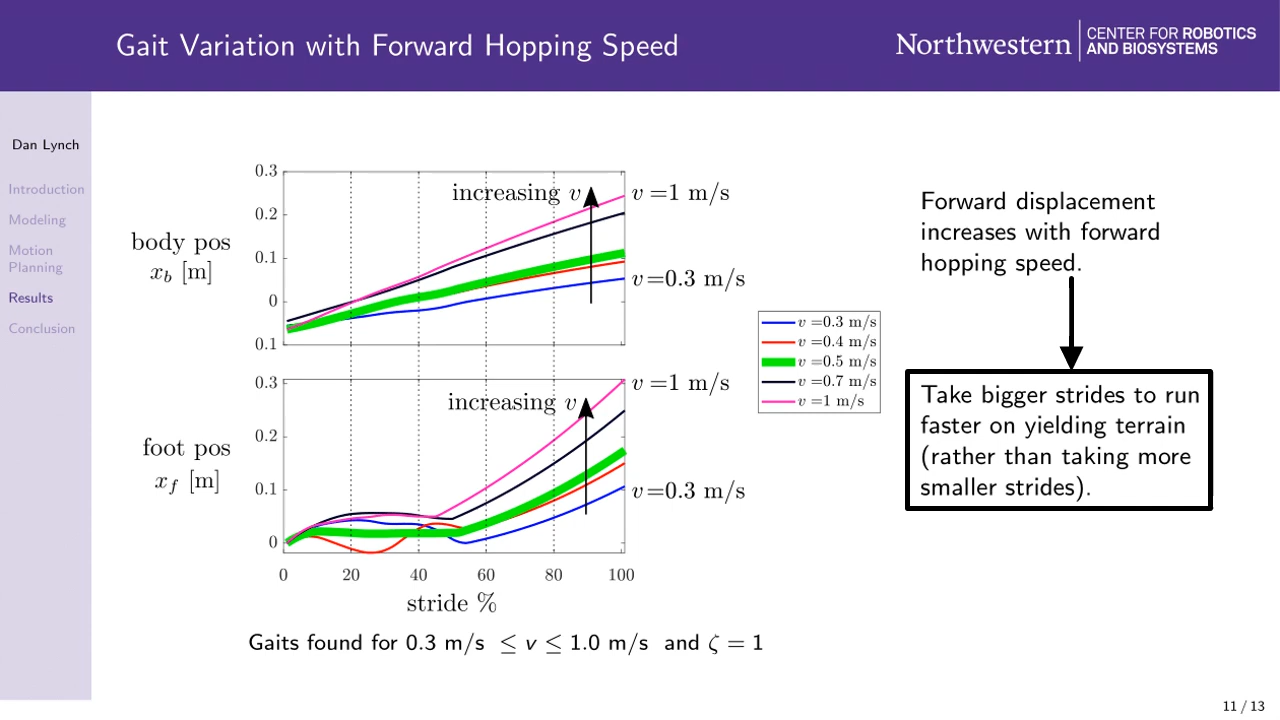 Gait Variation with Forward Hopping Speed
Northwestern
CENTER FOR ROBOTICS
AND BIOSYSTEMS
Dan Lynch
Introduction
Modeling
Motion
Planning
Results
Conclusion
body pos
x_b [m]
0.3
0.2
0.1
0
0.1
increasing v
v =1 m/s
v=0.3 m/s
foot pos
x_f [m]
0.3
0.2
0.1
0
increasing v
v =1 m/s
v=0.3 m/s
0 20 40 60 80 100
stride %
v =0.3 m/s
v =0.4 m/s
v =0.5 m/s
v =0.7 m/s
v =1 m/s
Gaits found for 0.3 m/s ≤ v ≤ 1.0 m/s and ζ = 1
Forward displacement
increases with forward
hopping speed.
Take bigger strides to run
faster on yielding terrain
(rather than taking more
smaller strides).
11 / 13